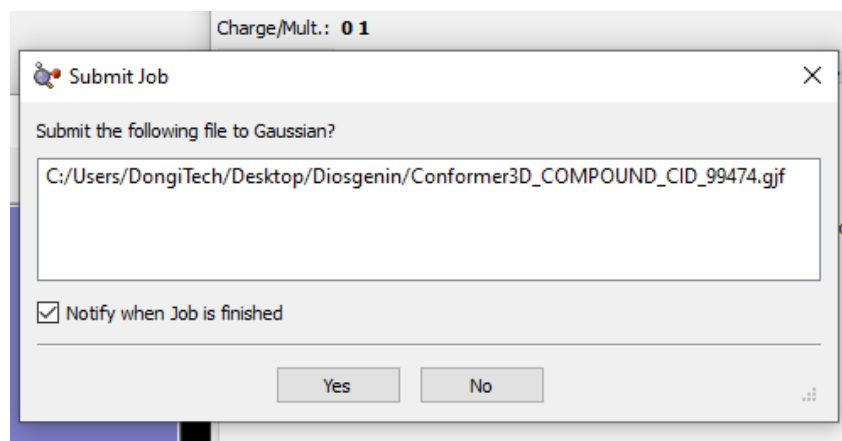 Charge/Mult.: 0 1
Submit Job
Submit the following file to Gaussian?
C:/Users/DongiTech/Desktop/Diosgenin/Conformer3D_COMPOUND_CID_99474.gjf
Notify when Job is finished
Yes No